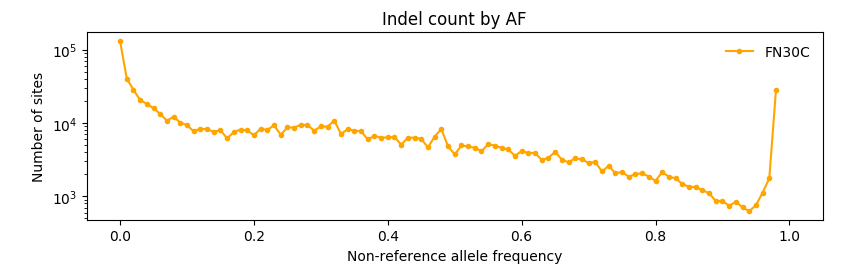 Indel count by AF
FN30C
Number of sites
10^5
10^4
10^3
0.0 0.2 0.4 0.6 0.8 1.0
Non-reference allele frequency